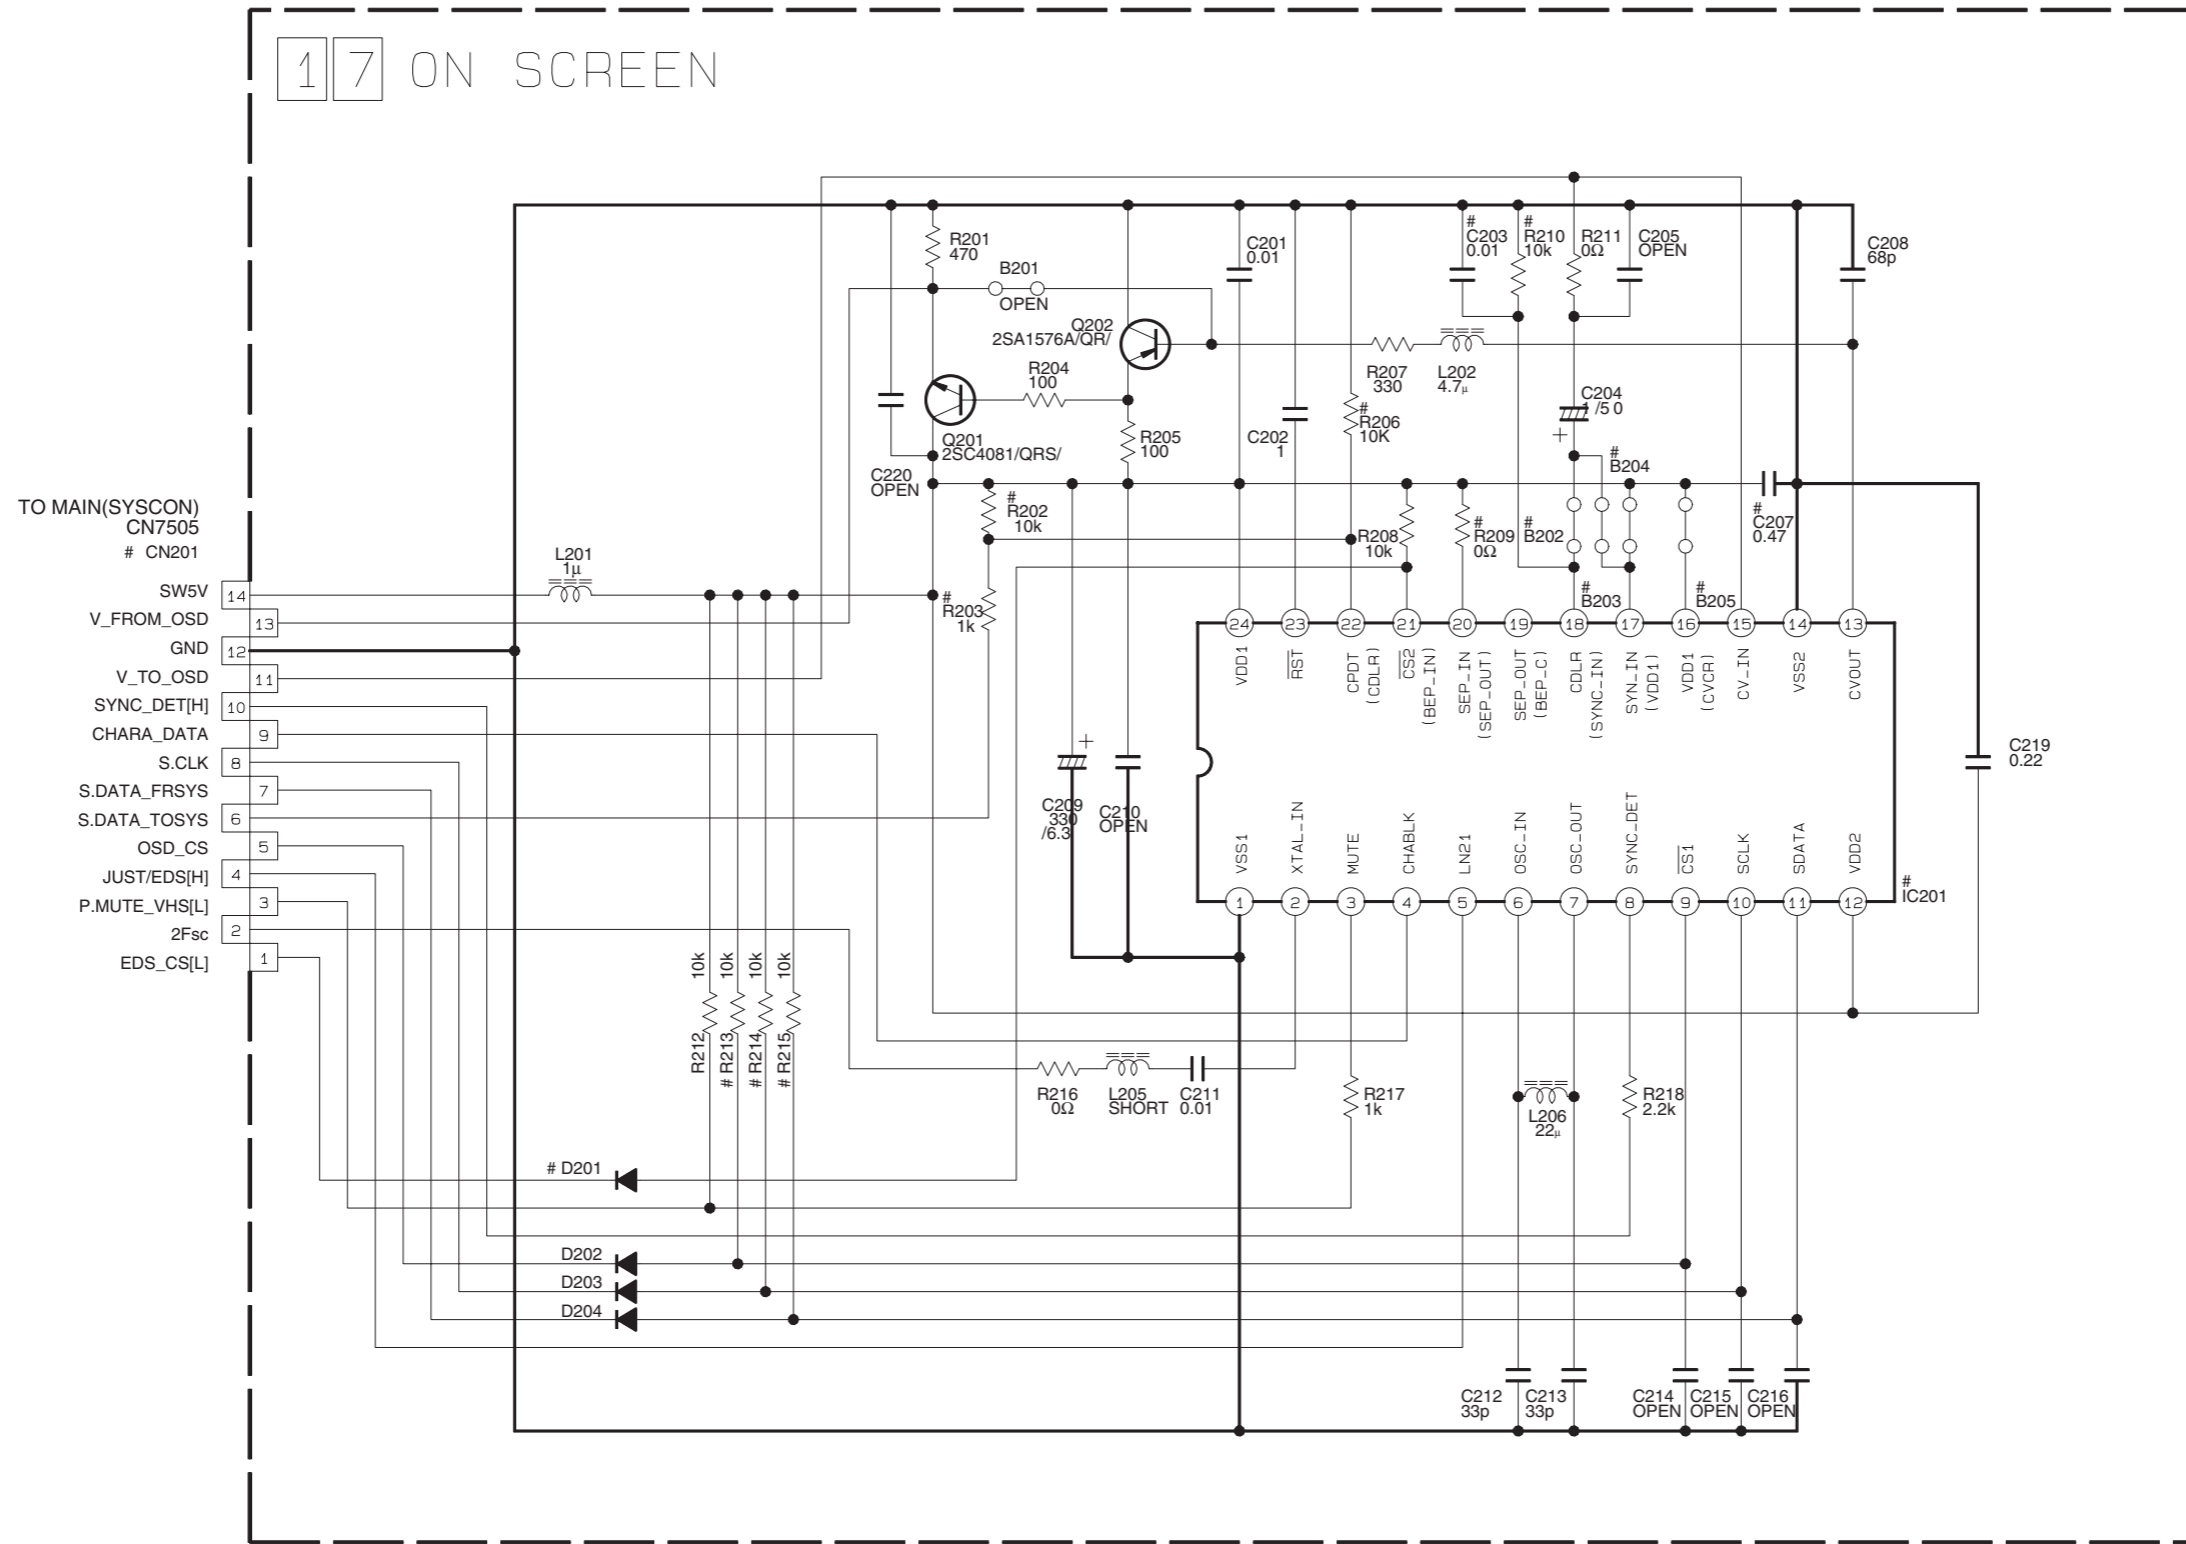 17 ON SCREEN
R201
470
B201
OPEN
C201
0.01
#
C203
0.01
#
R210
10k
R211
0Ω
C205
OPEN
C208
68p
Q202
2SA1576A/QR/
R204
100
R207
330
L202
4.7μ
C204
1 /5 0
+
#
R206
10K
C202
1
R205
100
Q201
2SC4081/QRS/
C220
OPEN
#
B204
#
R202
10k
R208
10k
#
R209
0Ω
#
B202
#
C207
0.47
TO MAIN(SYSCON)
CN7505
# CN201
L201
1μ
#
R203
1k
#
B203
#
B205
SW5V 14
V_FROM_OSD 13
GND 12
V_TO_OSD 11
SYNC_DET[H] 10
CHARA_DATA 9
S.CLK 8
S.DATA_FRSYS 7
S.DATA_TOSYS 6
OSD_CS 5
JUST/EDS[H] 4
P.MUTE_VHS[L] 3
2Fsc 2
EDS_CS[L] 1
24 23 22 21 20 19 18 17 16 15 14 13
VDD1
RST
CPDT
(CDLR)
CS2
(BEP_IN)
SEP_IN
(SEP_OUT)
SEP_OUT
(BEP_C)
CDLR
(SYNC_IN)
SYN_IN
(VDD1)
VDD1
(CVCR)
CV_IN
VSS2
CVOUT
+
C209
330
/6.3
C210
OPEN
C219
0.22
VSS1
XTAL_IN
MUTE
CHABLK
LN21
OSC_IN
OSC_OUT
SYNC_DET
CS1
SCLK
SDATA
VDD2
1 2 3 4 5 6 7 8 9 10 11 12
#
IC201
R212 10k
# R213 10k
# R214 10k
# R215 10k
R216
0Ω
L205
SHORT
C211
0.01
R217
1k
L206
22μ
R218
2.2k
# D201
D202
D203
D204
C212
33p
C213
33p
C214
OPEN
C215
OPEN
C216
OPEN